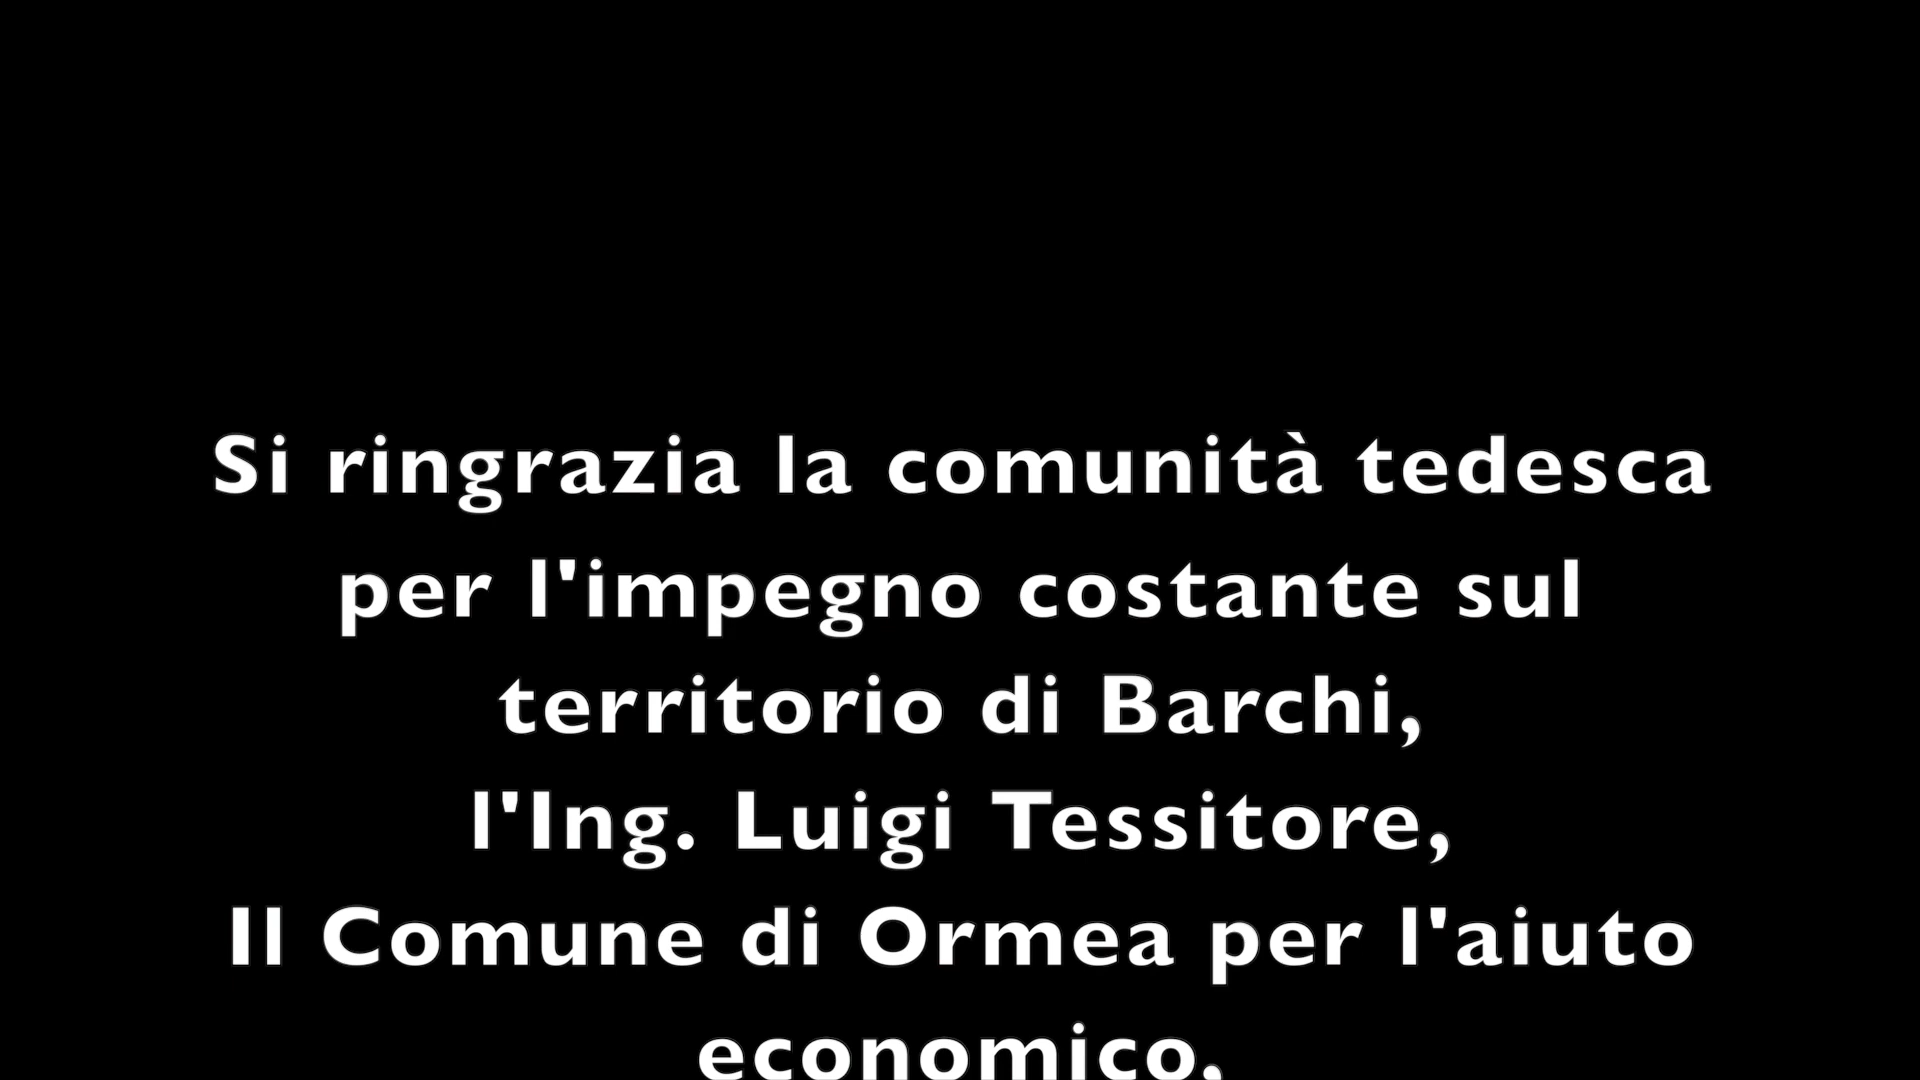 Si ringrazia la comunità tedesca
per l'impegno costante sul
territorio di Barchi,
l'Ing. Luigi Tessitore,
Il Comune di Ormea per l'aiuto
economico,